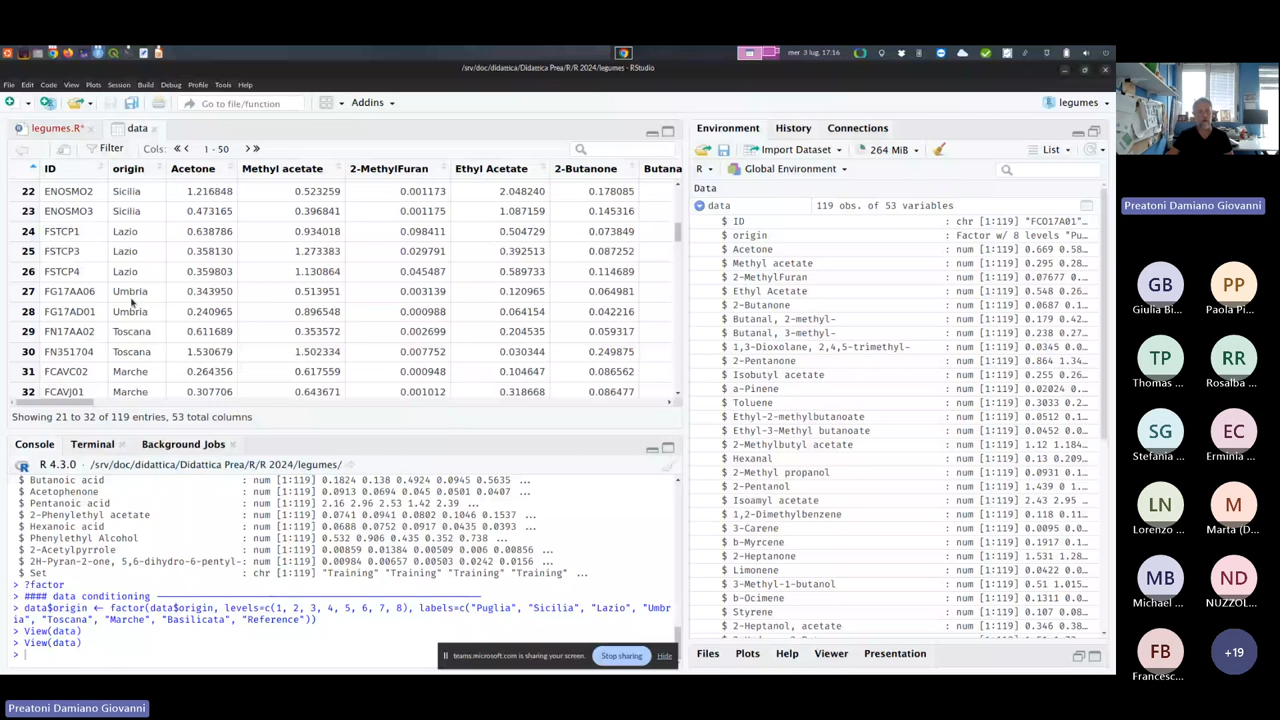 mer 3 lug, 17:16
/srv/doc/didattica/Didattica Prea/R/R 2024/legumes - RStudio
File Edit Code View Plots Session Build Debug Profile Tools Help
Go to file/function
Addins
legumes
legumes.R* data
Filter Cols: 1 - 50
ID origin Acetone Methyl acetate 2-MethylFuran Ethyl Acetate 2-Butanone Butana
22 ENOSMO2 Sicilia 1.216848 0.523259 0.001173 2.048240 0.178085
23 ENOSMO3 Sicilia 0.473165 0.396841 0.001175 1.087159 0.145316
24 FSTCP1 Lazio 0.638786 0.934018 0.098411 0.504729 0.073849
25 FSTCP3 Lazio 0.358130 1.273383 0.029791 0.392513 0.087252
26 FSTCP4 Lazio 0.359803 1.130864 0.045487 0.589733 0.114689
27 FG17AA06 Umbria 0.343950 0.513951 0.003139 0.120965 0.064981
28 FG17AD01 Umbria 0.240965 0.896548 0.000988 0.064154 0.042216
29 FN17AA02 Toscana 0.611689 0.353572 0.002699 0.204535 0.059317
30 FN351704 Toscana 1.530679 1.502334 0.007752 0.030344 0.249875
31 FCAVC02 Marche 0.264356 0.617559 0.000948 0.104647 0.086562
32 FCAVJ01 Marche 0.307706 0.643671 0.001012 0.318668 0.086477
Showing 21 to 32 of 119 entries, 53 total columns
Console Terminal Background Jobs
R 4.3.0 · /srv/doc/didattica/Didattica Prea/R/R 2024/legumes/
$ Butanoic acid : num [1:119] 0.1824 0.138 0.4924 0.0945 0.5635 ...
$ Acetophenone : num [1:119] 0.0913 0.0694 0.045 0.0501 0.0407 ...
$ Pentanoic acid : num [1:119] 2.16 2.96 2.53 1.42 2.39 ...
$ 2-Phenylethyl acetate : num [1:119] 0.0741 0.0941 0.0802 0.1046 0.1537 ...
$ Hexanoic acid : num [1:119] 0.0688 0.0752 0.0917 0.0435 0.0393 ...
$ Phenylethyl Alcohol : num [1:119] 0.532 0.906 0.435 0.352 0.738 ...
$ 2-Acetylpyrrole : num [1:119] 0.00859 0.01384 0.00509 0.006 0.00856 ...
$ 2H-Pyran-2-one, 5,6-dihydro-6-pentyl-: num [1:119] 0.00984 0.00657 0.00503 0.0242 0.0156 ...
$ Set : chr [1:119] "Training" "Training" "Training" "Training" ...
> ?factor
> #### data conditioning
> data$origin <- factor(data$origin, levels=c(1, 2, 3, 4, 5, 6, 7, 8), labels=c("Puglia", "Sicilia", "Lazio", "Umbr
ia", "Toscana", "Marche", "Basilicata", "Reference"))
> View(data)
> View(data)
>
teams.microsoft.com is sharing your screen. Stop sharing Hide
Environment History Connections
Import Dataset 264 MiB List
R Global Environment
Data
data 119 obs. of 53 variables
$ ID : chr [1:119] "FCO17A01"…
$ origin : Factor w/ 8 levels "Pu…
$ Acetone : num [1:119] 0.669 0.58…
$ Methyl acetate : num [1:119] 0.295 0.28…
$ 2-MethylFuran : num [1:119] 0.07677 0.…
$ Ethyl Acetate : num [1:119] 0.548 0.26…
$ 2-Butanone : num [1:119] 0.0687 0.1…
$ Butanal, 2-methyl- : num [1:119] 0.179 0.42…
$ Butanal, 3-methyl- : num [1:119] 0.238 0.27…
$ 1,3-Dioxolane, 2,4,5-trimethyl- : num [1:119] 0.0345 0.0…
$ 2-Pentanone : num [1:119] 0.864 1.34…
$ Isobutyl acetate : num [1:119] 0.255 0.26…
$ a-Pinene : num [1:119] 0.02024 0.…
$ Toluene : num [1:119] 0.3033 0.2…
$ Ethyl-2-methylbutanoate : num [1:119] 0.0512 0.1…
$ Ethyl-3-Methyl butanoate : num [1:119] 0.0452 0.0…
$ 2-Methylbutyl acetate : num [1:119] 1.12 1.184…
$ Hexanal : num [1:119] 0.13 0.209…
$ 2-Methyl propanol : num [1:119] 0.0931 0.1…
$ 2-Pentanol : num [1:119] 1.439 0 1.…
$ Isoamyl acetate : num [1:119] 2.43 2.95 …
$ 1,2-Dimethylbenzene : num [1:119] 0.118 0.11…
$ 3-Carene : num [1:119] 0.0095 0.0…
$ b-Myrcene : num [1:119] 0.1917 0.1…
$ 2-Heptanone : num [1:119] 1.531 1.28…
$ Limonene : num [1:119] 0.0422 0.0…
$ 3-Methyl-1-butanol : num [1:119] 0.51 1.015…
$ b-Ocimene : num [1:119] 0.1311 0.0…
$ Styrene : num [1:119] 0.107 0.08…
$ 2-Heptanol, acetate : num [1:119] 0.346 0.38…
Files Plots Help Viewer Presentation
Preatoni Damiano Giovanni
GB PP
Giulia Bi... Paola Pi...
TP RR
Thomas ... Rosalba ...
SG EC
Stefania ... Erminia ...
LN M
Lorenzo ... Marta (D...
MB ND
Michael ... NUZZOL...
FB +19
Francesc...
Preatoni Damiano Giovanni